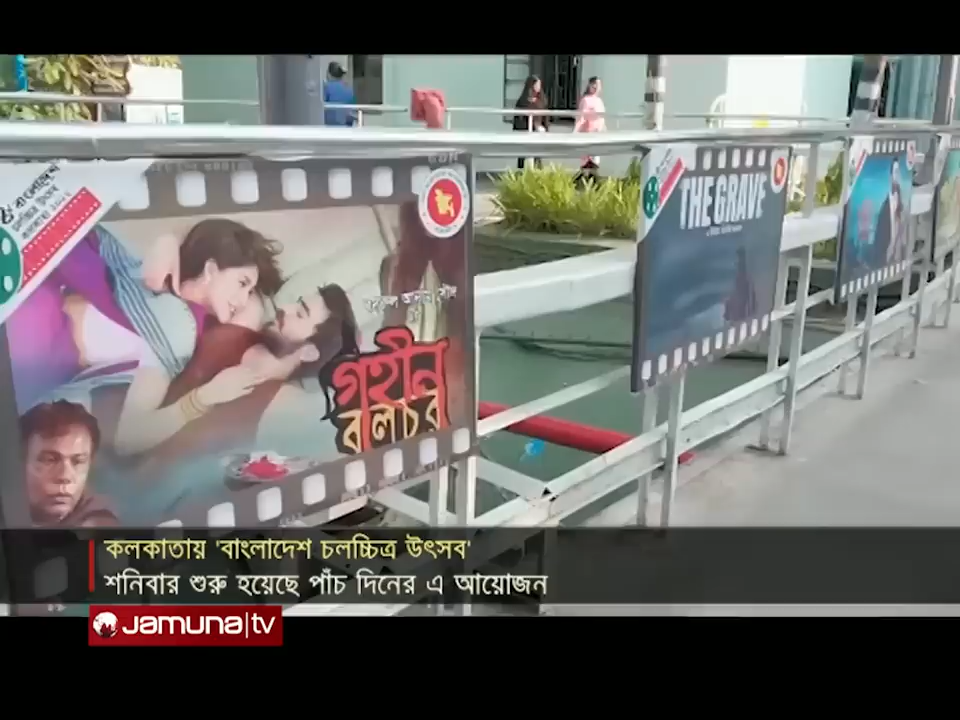 THE GRAVE
গহীন
বালুচর
কলকাতায় 'বাংলাদেশ চলচ্চিত্র উৎসব'
শনিবার শুরু হয়েছে পাঁচ দিনের এ আয়োজন
Jamuna|tv